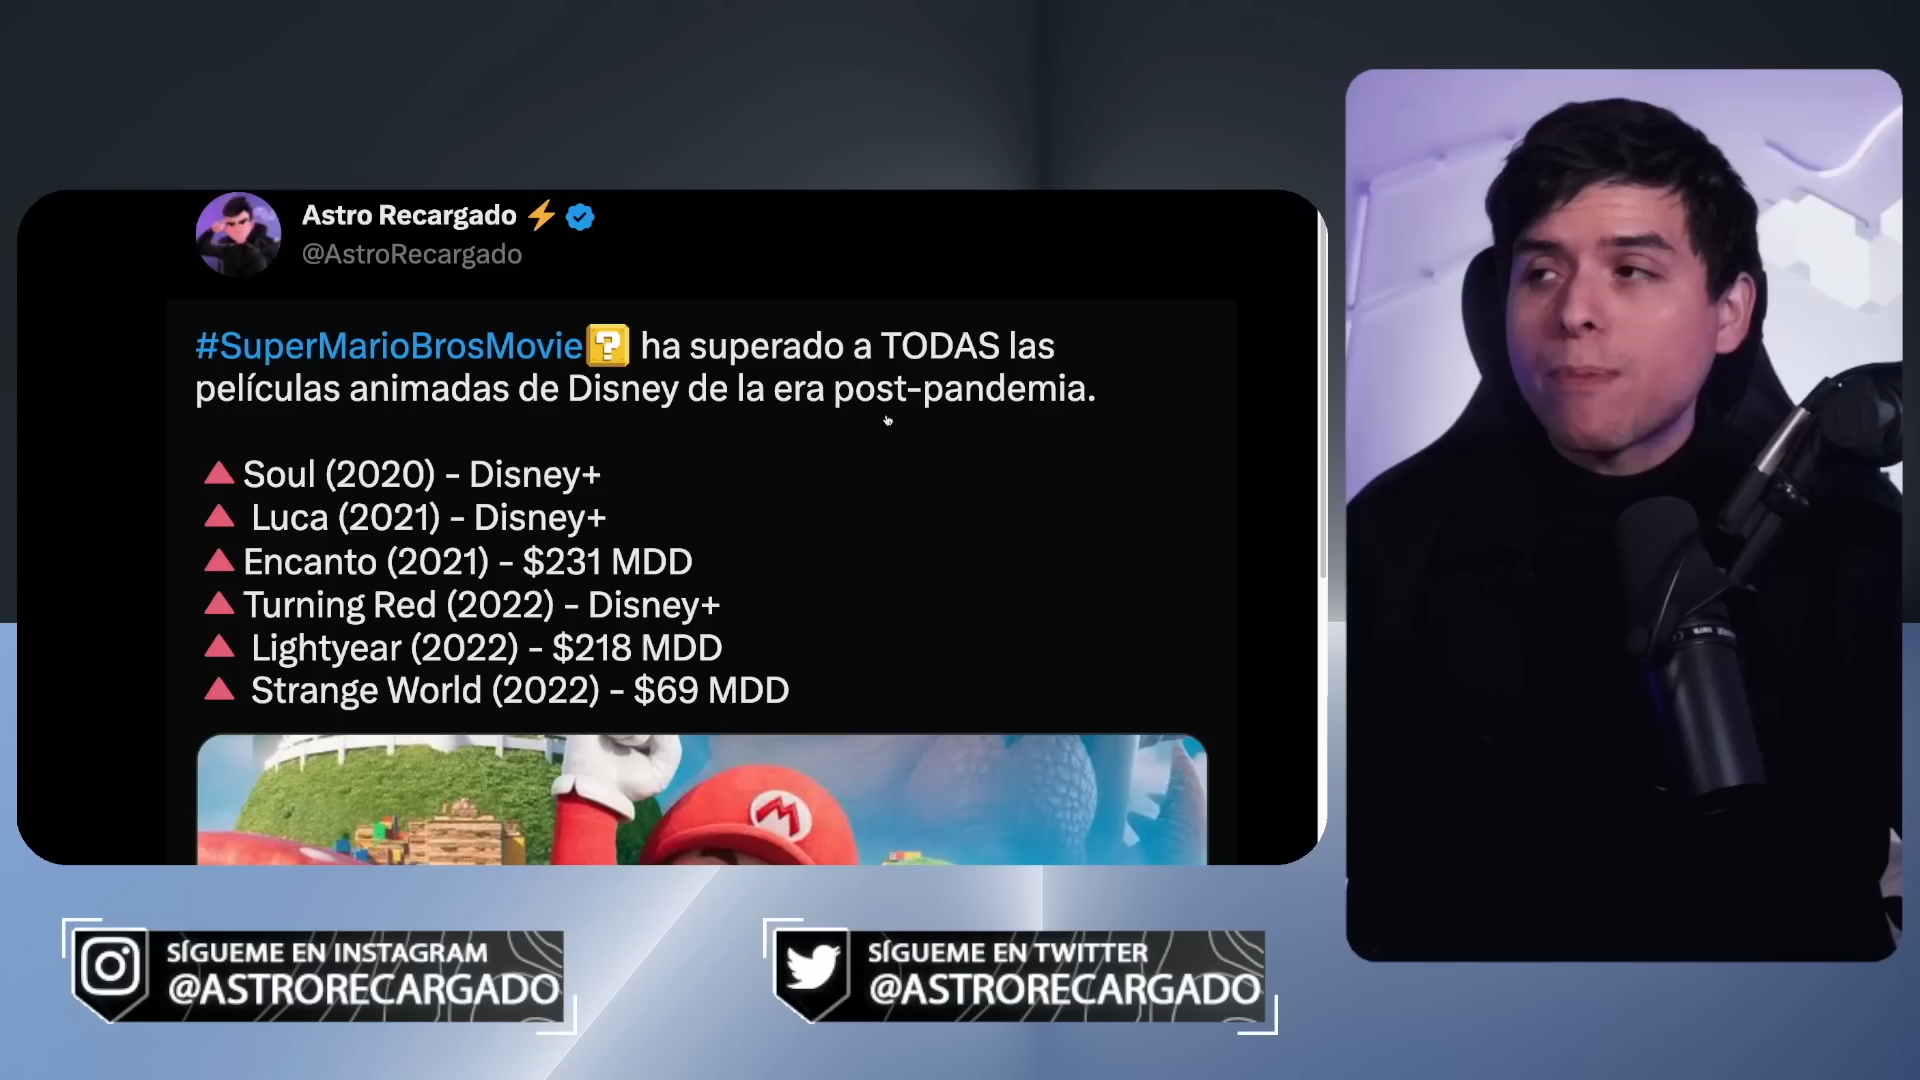 Astro Recargado
@AstroRecargado
#SuperMarioBrosMovie ha superado a TODAS las
películas animadas de Disney de la era post-pandemia.
Soul (2020) - Disney+
Luca (2021) - Disney+
Encanto (2021) - $231 MDD
Turning Red (2022) - Disney+
Lightyear (2022) - $218 MDD
Strange World (2022) - $69 MDD
M
SÍGUEME EN INSTAGRAM
@ASTRORECARGADO
SÍGUEME EN TWITTER
@ASTRORECARGADO